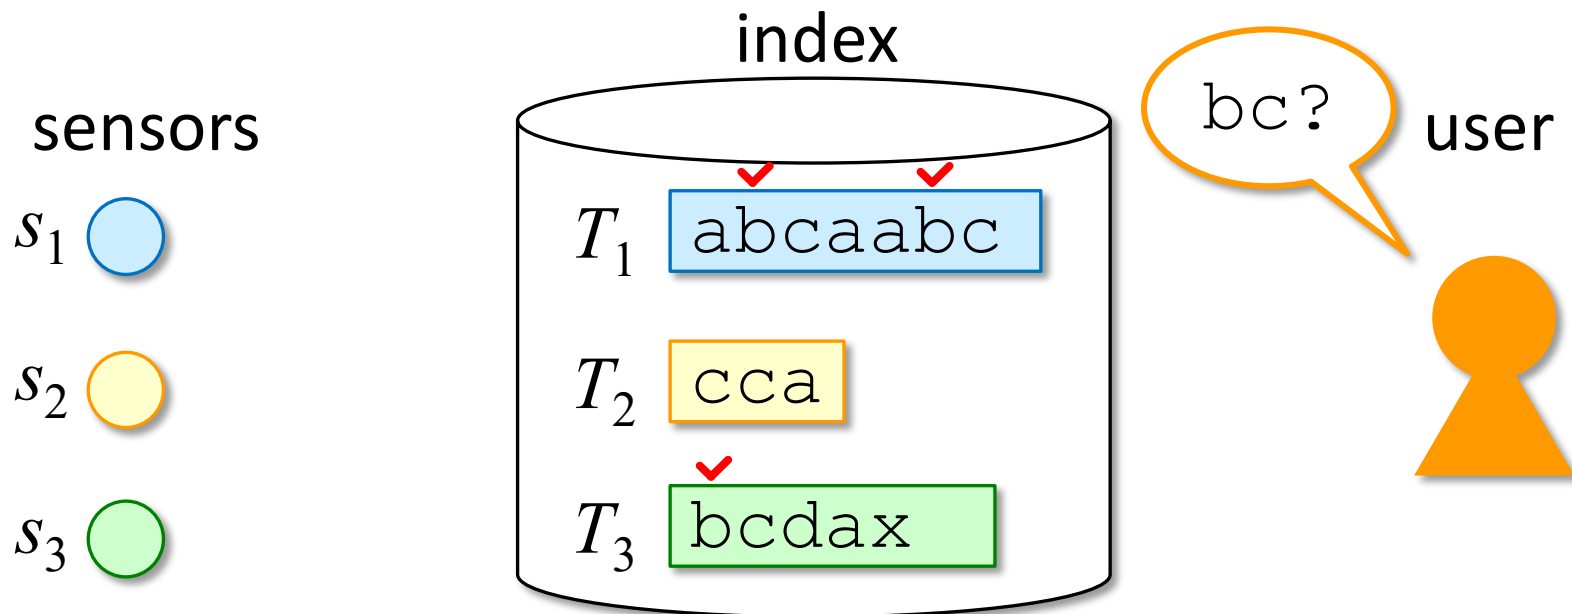 index
sensors
bc?
user
s1
T1 abcaabc
s2
T2 cca
s3
T3 bcdax